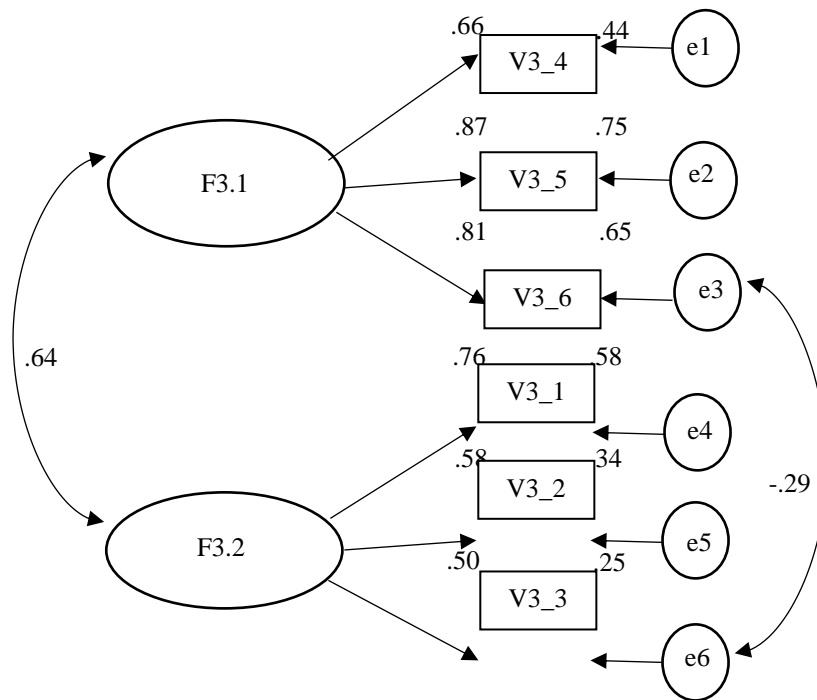 .66 .44
V3_4 e1
.87 .75
F3.1 V3_5 e2
.81 .65
V3_6 e3
.64 .76 .58
V3_1
e4
.58 .34
V3_2 -.29
F3.2 e5
.50 .25
V3_3
e6